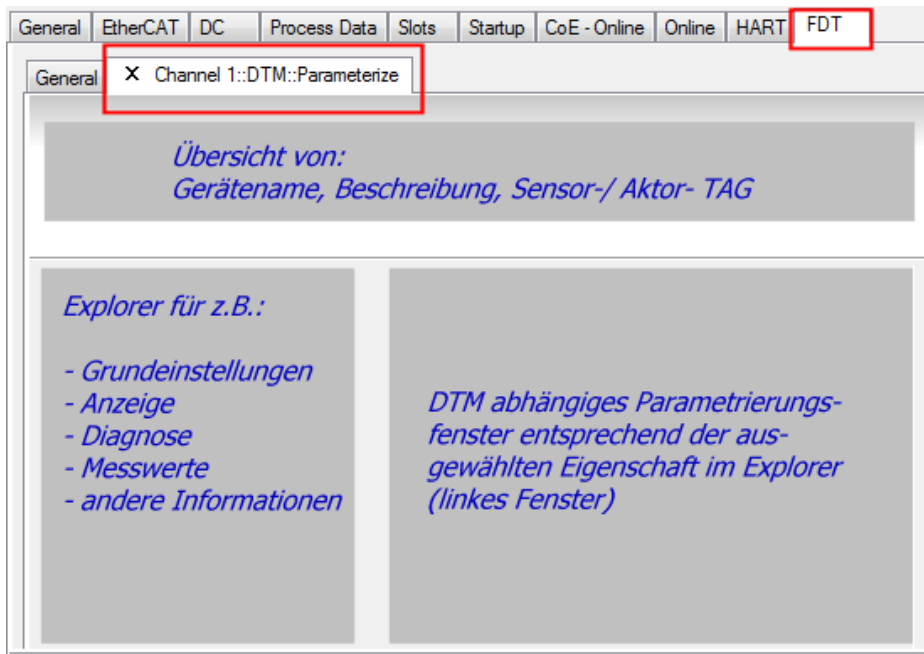 General EtherCAT DC Process Data Slots Startup CoE - Online Online HART FDT
General X Channel 1::DTM::Parameterize
Übersicht von:
Gerätename, Beschreibung, Sensor-/ Aktor- TAG
Explorer für z.B.:
- Grundeinstellungen
- Anzeige
- Diagnose
- Messwerte
- andere Informationen
DTM abhängiges Parametrierungs-
fenster entsprechend der aus-
gewählten Eigenschaft im Explorer
(linkes Fenster)